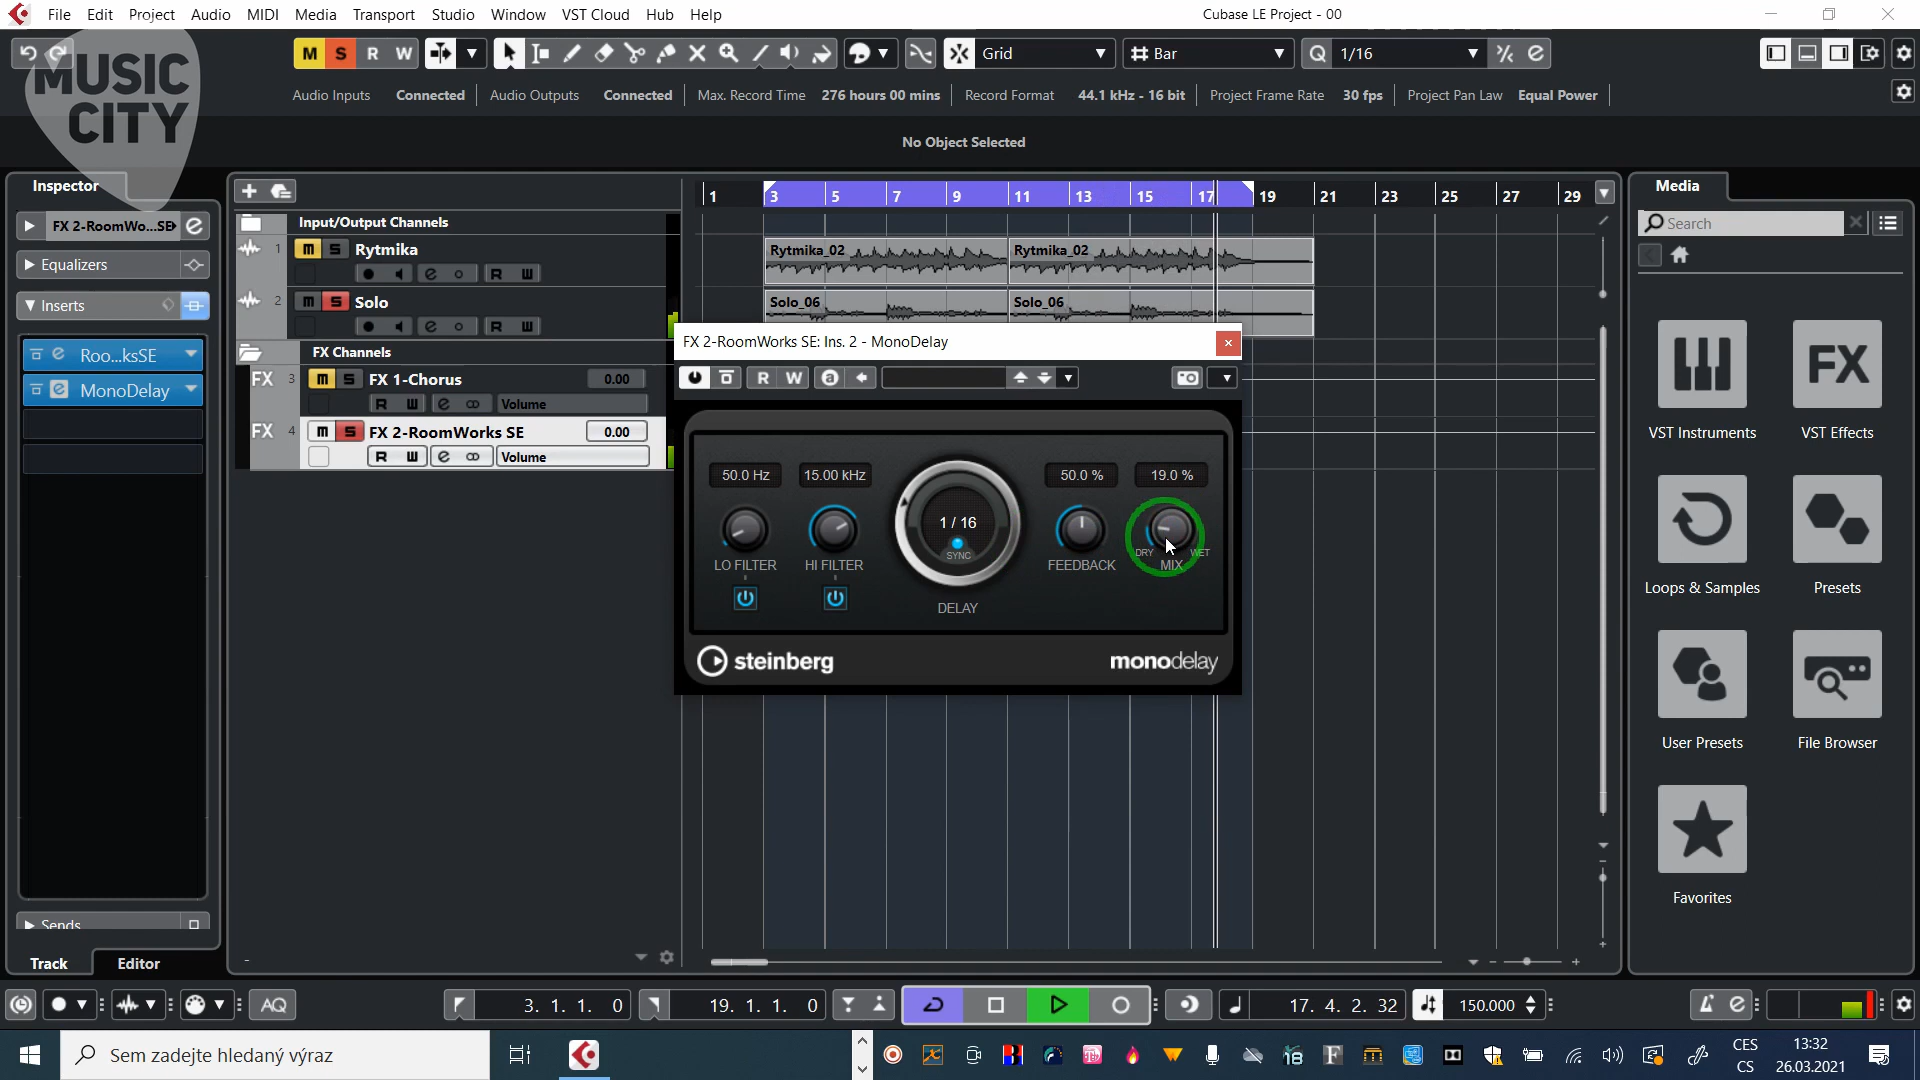 File Edit Project Audio MIDI Media Transport Studio Window VST Cloud Hub Help
Cubase LE Project - 00
MUSIC
CITY
M S R W
Grid
Bar
Q 1/16
Audio Inputs Connected Audio Outputs Connected Max. Record Time 276 hours 00 mins Record Format 44.1 kHz - 16 bit Project Frame Rate 30 fps Project Pan Law Equal Power
No Object Selected
Inspector
FX 2-RoomWo...SE
Equalizers
Inserts
Roo...ksSE
MonoDelay
Sends
Track Editor
Input/Output Channels
1 m S Rytmika
R W
2 m S Solo
R W
FX Channels
FX 3 m S FX 1-Chorus 0.00
R W Volume
FX 4 m S FX 2-RoomWorks SE 0.00
R W Volume
1 3 5 7 9 11 13 15 17 19 21 23 25 27 29
Rytmika_02 Rytmika_02
Solo_06 Solo_06
FX 2-RoomWorks SE: Ins. 2 - MonoDelay
R W
50.0 Hz 15.00 kHz 50.0 % 19.0 %
1 / 16
SYNC
DRY WET
LO FILTER HI FILTER FEEDBACK MIX
DELAY
steinberg monodelay
Media
Search
VST Instruments VST Effects
Loops & Samples Presets
User Presets File Browser
Favorites
AQ
3. 1. 1. 0
19. 1. 1. 0
17. 4. 2. 32
150.000
Sem zadejte hledaný výraz
CES
CS
13:32
26.03.2021